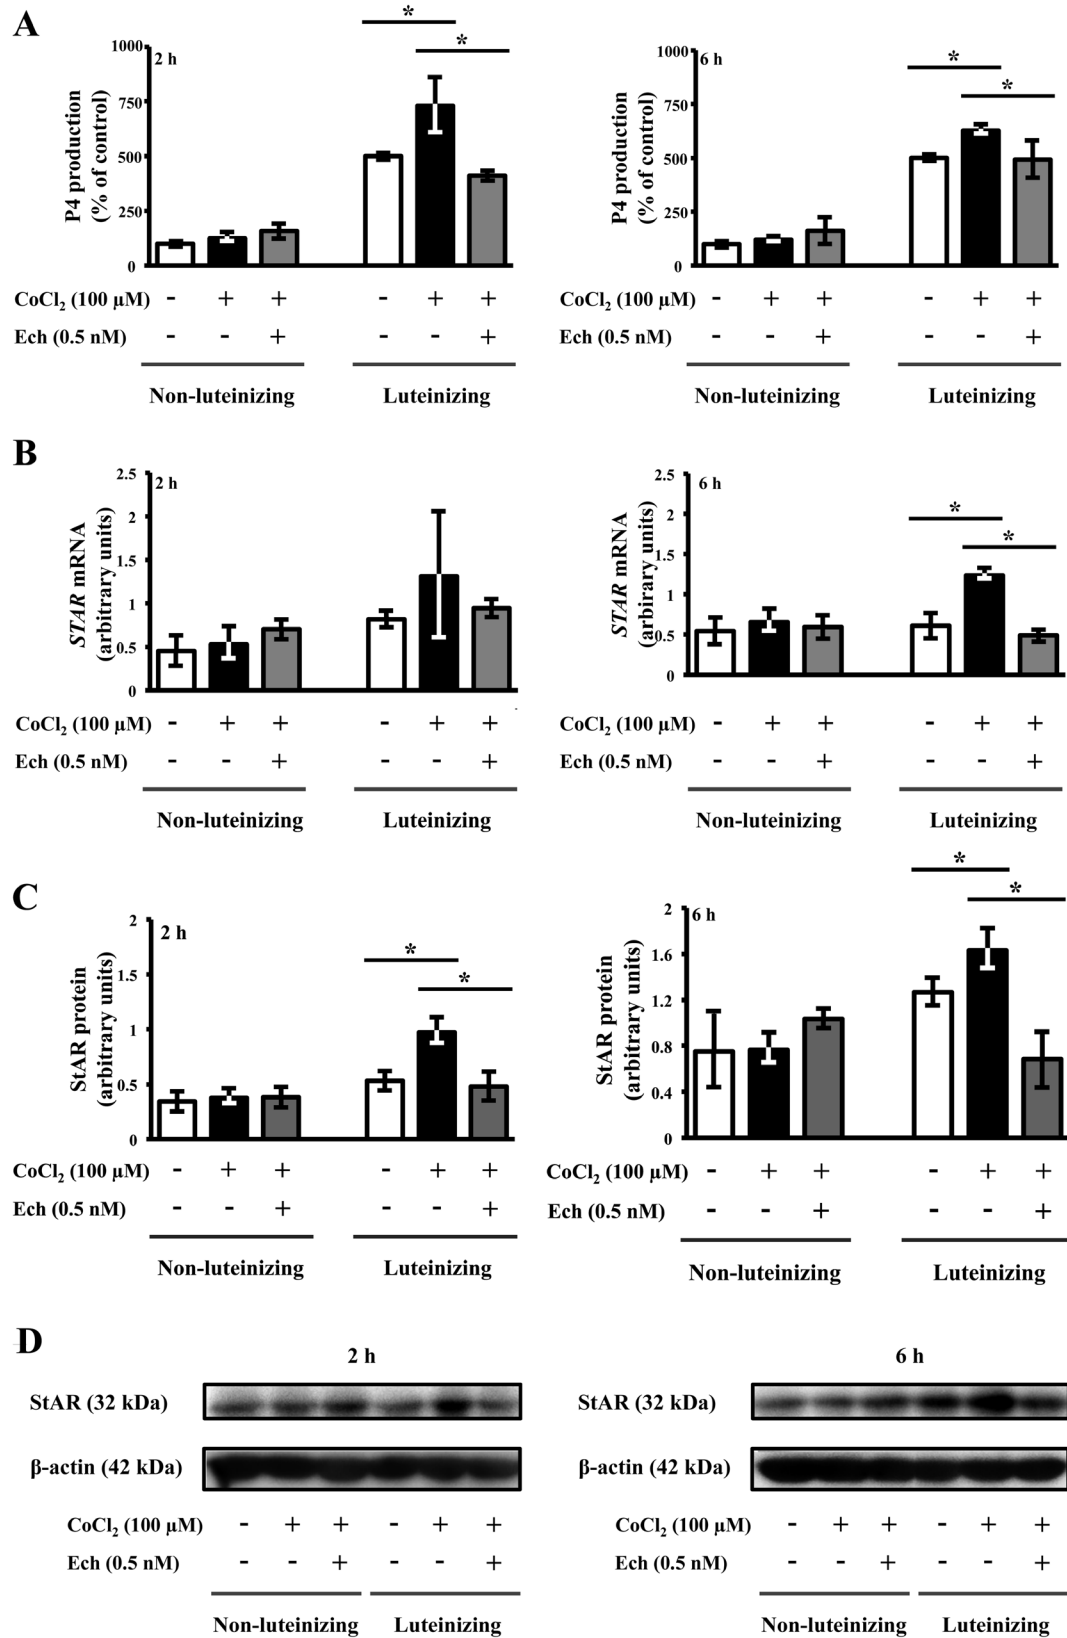 A
P4 production
(% of control)
1000
750
500
250
0
2 h
*
*
CoCl₂ (100 µM) - + + - + +
Ech (0.5 nM) - - + - - +
Non-luteinizing Luteinizing
P4 production
(% of control)
1000
750
500
250
0
6 h
*
*
CoCl₂ (100 µM) - + + - + +
Ech (0.5 nM) - - + - - +
Non-luteinizing Luteinizing
B
STAR mRNA
(arbitrary units)
2.5
2
1.5
1
0.5
0
2 h
CoCl₂ (100 µM) - + + - + +
Ech (0.5 nM) - - + - - +
Non-luteinizing Luteinizing
STAR mRNA
(arbirary units)
2.5
2
1.5
1
0.5
0
6 h
*
*
CoCl₂ (100 µM) - + + - + +
Ech (0.5 nM) - - + - - +
Non-luteinizing Luteinizing
C
StAR protein
(arbitrary units)
2
1.5
1
0.5
0
2 h
*
*
CoCl₂ (100 µM) - + + - + +
Ech (0.5 nM) - - + - - +
Non-luteinizing Luteinizing
StAR protein
(arbitrary units)
2
1.6
1.2
0.8
0.4
0
6 h
*
*
CoCl₂ (100 µM) - + + - + +
Ech (0.5 nM) - - + - - +
Non-luteinizing Luteinizing
D
2 h
StAR (32 kDa)
β-actin (42 kDa)
CoCl₂ (100 µM) - + + - + +
Ech (0.5 nM) - - + - - +
Non-luteinizing Luteinizing
6 h
StAR (32 kDa)
β-actin (42 kDa)
CoCl₂ (100 µM) - + + - + +
Ech (0.5 nM) - - + - - +
Non-luteinizing Luteinizing